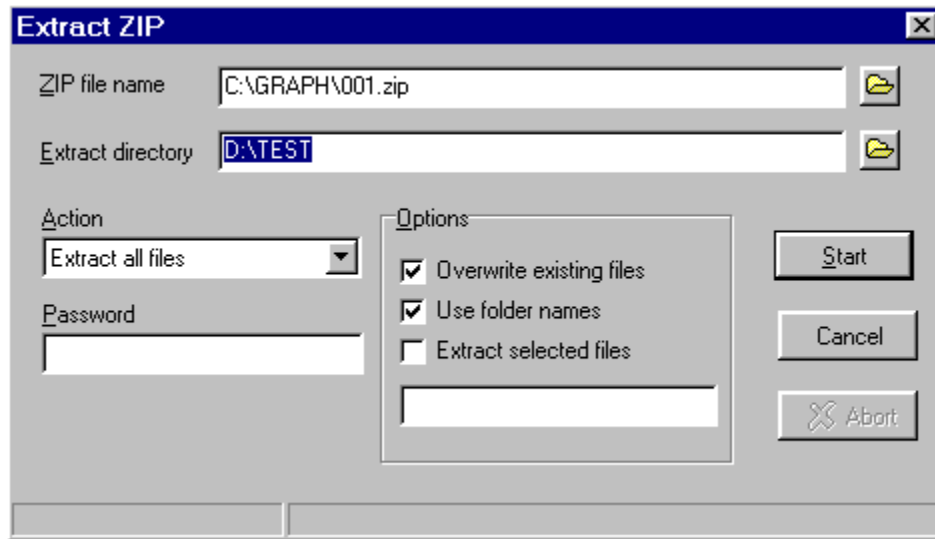 Extract ZIP
ZIP file name
C:\GRAPH\001.zip
Extract directory
D:\TEST
Action
Extract all files
Password
Options
Overwrite existing files
Use folder names
Extract selected files
Start
Cancel
Abort